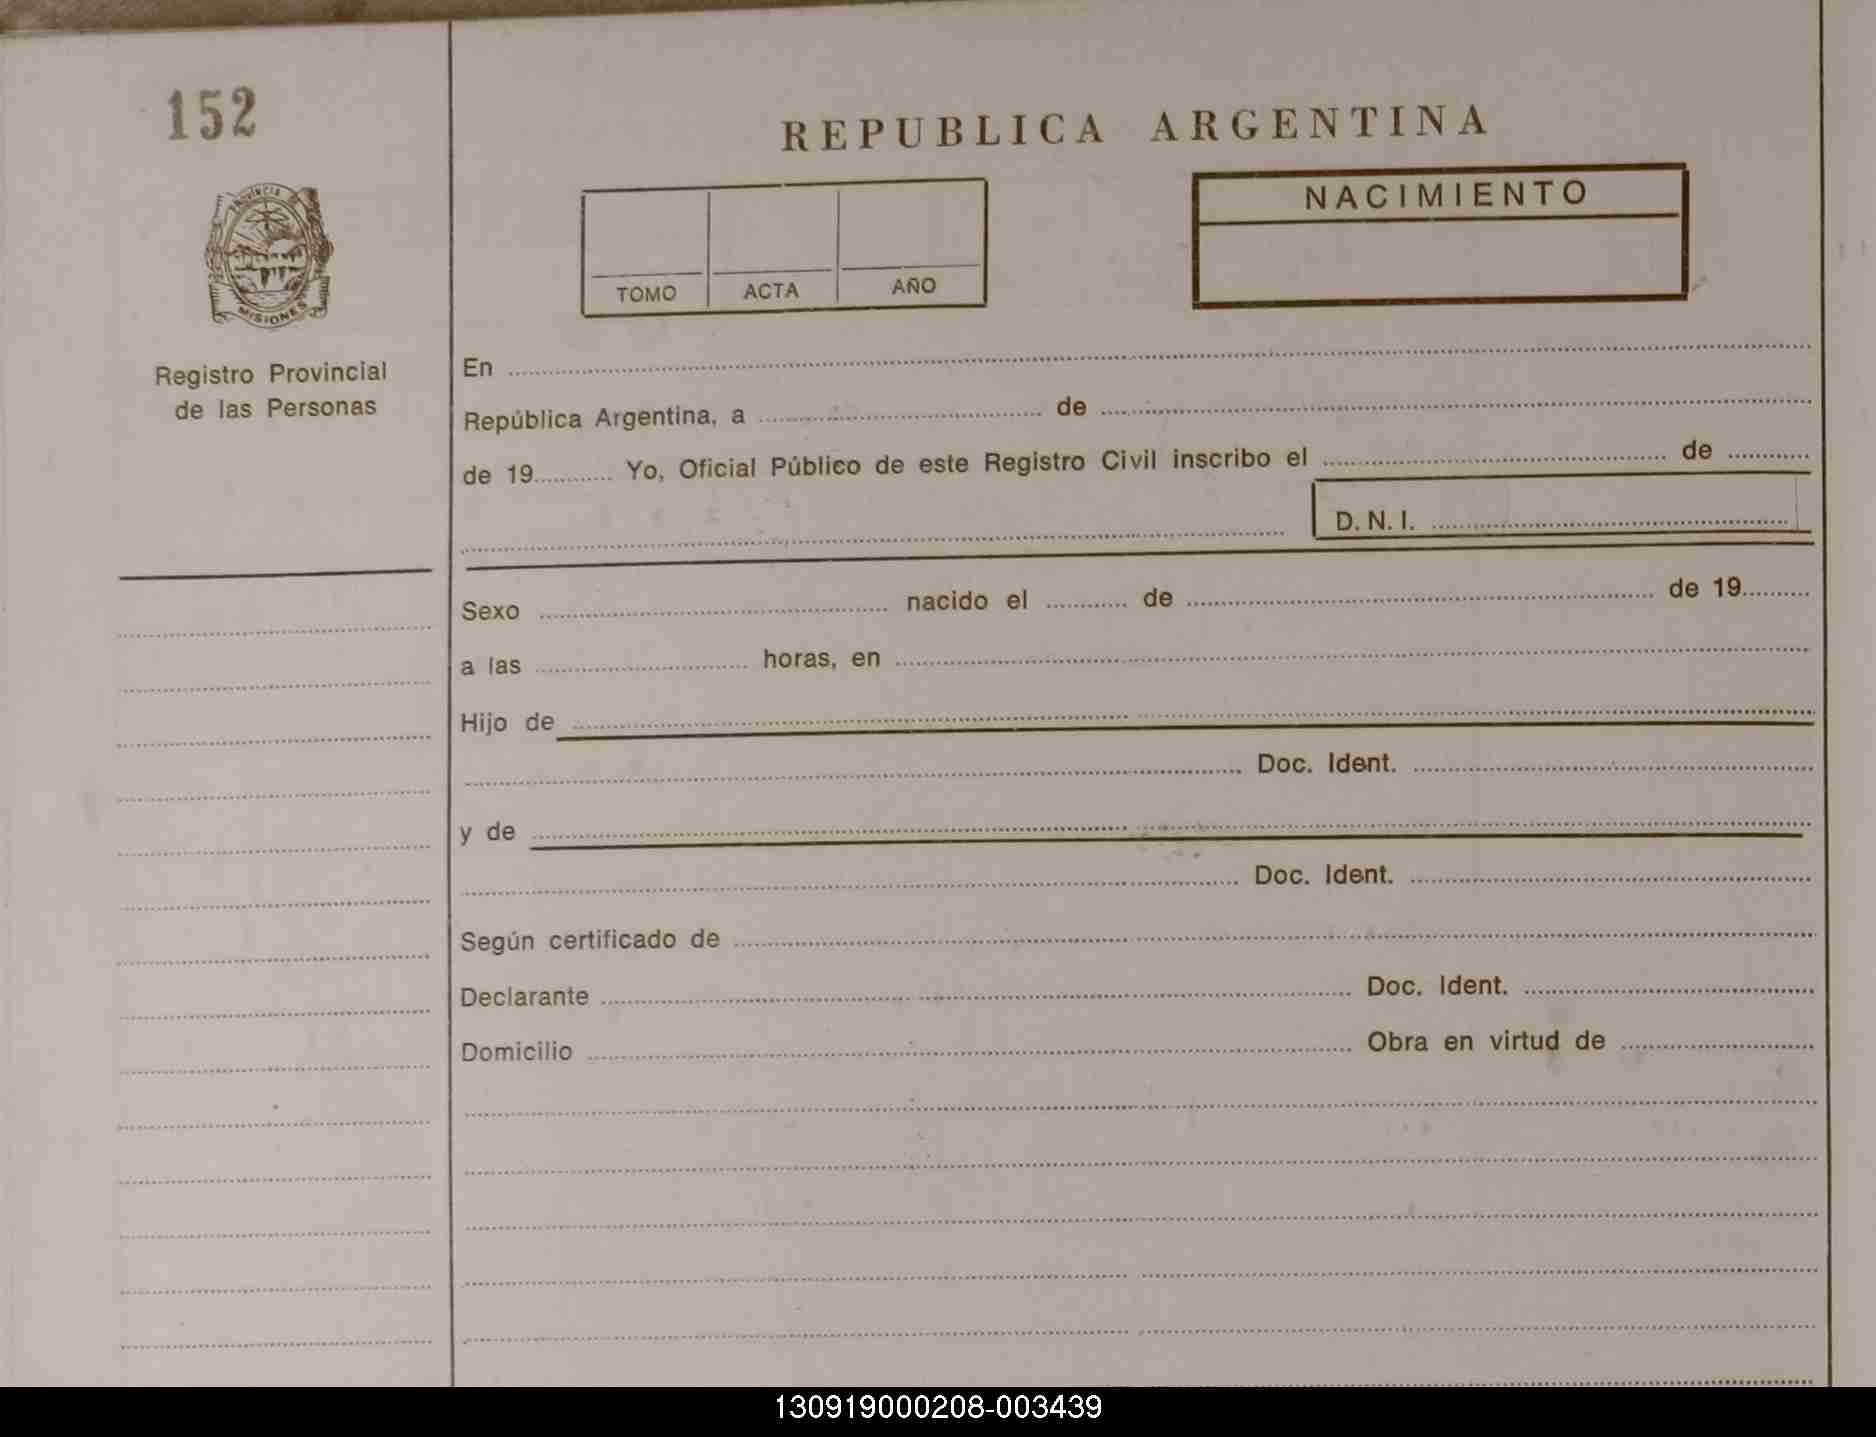 152
PROVINCIA
MISIONES
Registro Provincial
de las Personas
REPUBLICA ARGENTINA
TOMO ACTA AÑO
NACIMIENTO
En
República Argentina, a de
de 19 Yo, Oficial Público de este Registro Civil inscribo el de
D. N. I.
Sexo nacido el de de 19
a las horas, en
Hijo de
Doc. Ident.
y de
Doc. Ident.
Según certificado de
Declarante Doc. Ident.
Domicilio Obra en virtud de
130919000208-003439